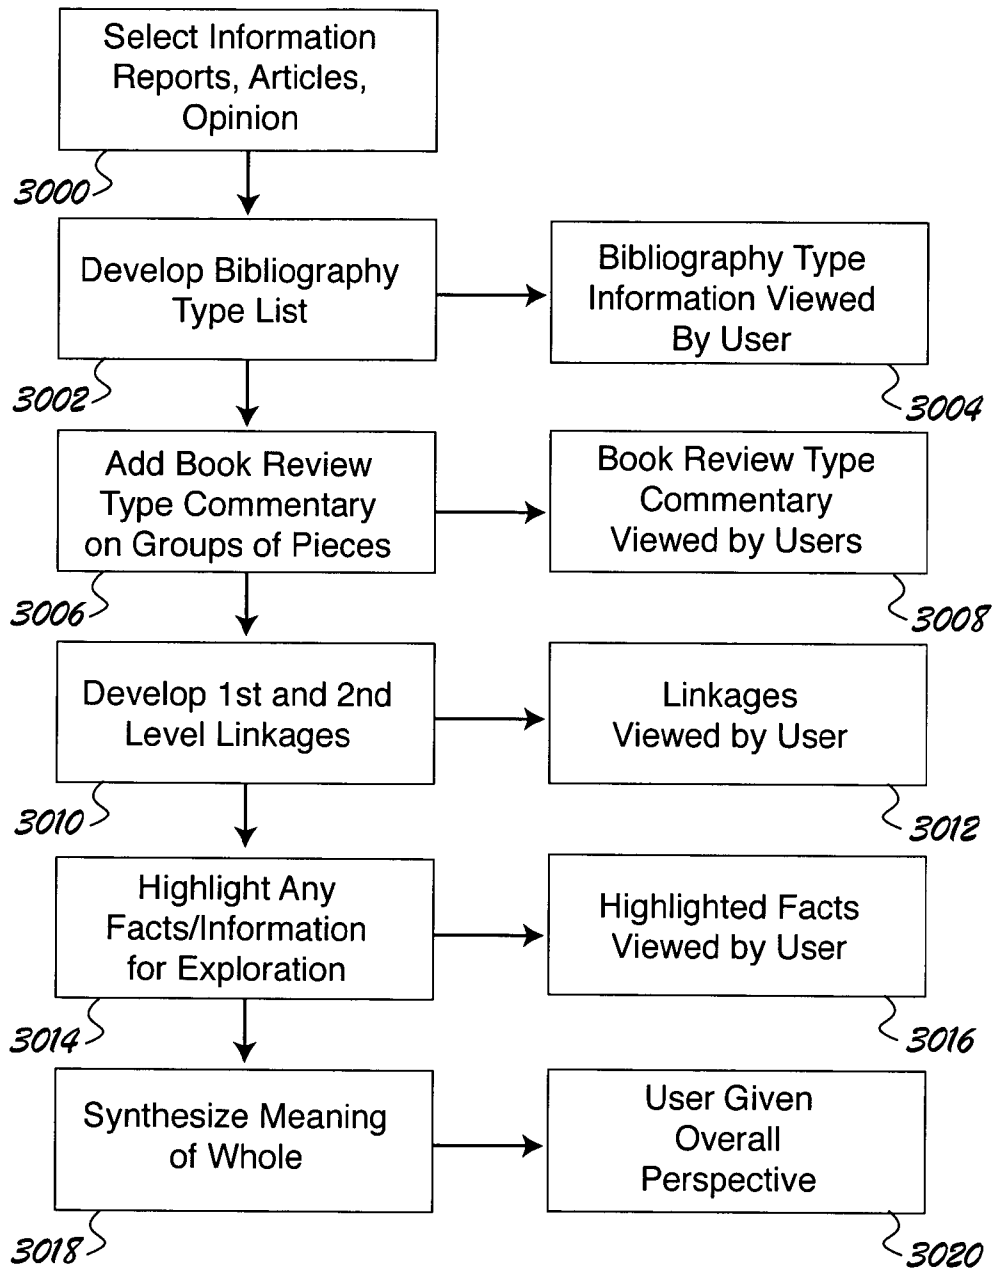 Select Information
Reports, Articles,
Opinion
3000
Develop Bibliography
Type List
3002
Bibliography Type
Information Viewed
By User
3004
Add Book Review
Type Commentary
on Groups of Pieces
3006
Book Review Type
Commentary
Viewed by Users
3008
Develop 1st and 2nd
Level Linkages
3010
Linkages
Viewed by User
3012
Highlight Any
Facts/Information
for Exploration
3014
Highlighted Facts
Viewed by User
3016
Synthesize Meaning
of Whole
3018
User Given
Overall
Perspective
3020